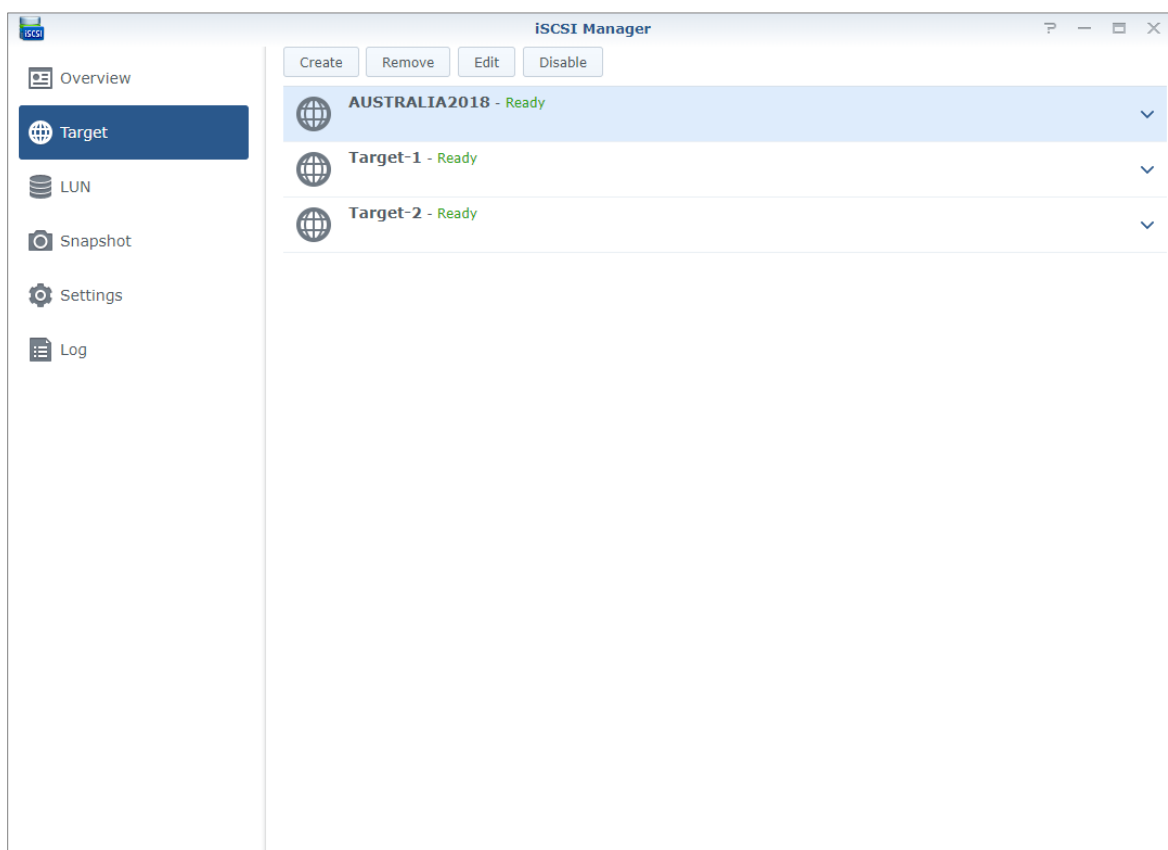 iSCSI
iSCSI Manager
Overview
Target
LUN
Snapshot
Settings
Log
Create Remove Edit Disable
AUSTRALIA2018 - Ready
Target-1 - Ready
Target-2 - Ready